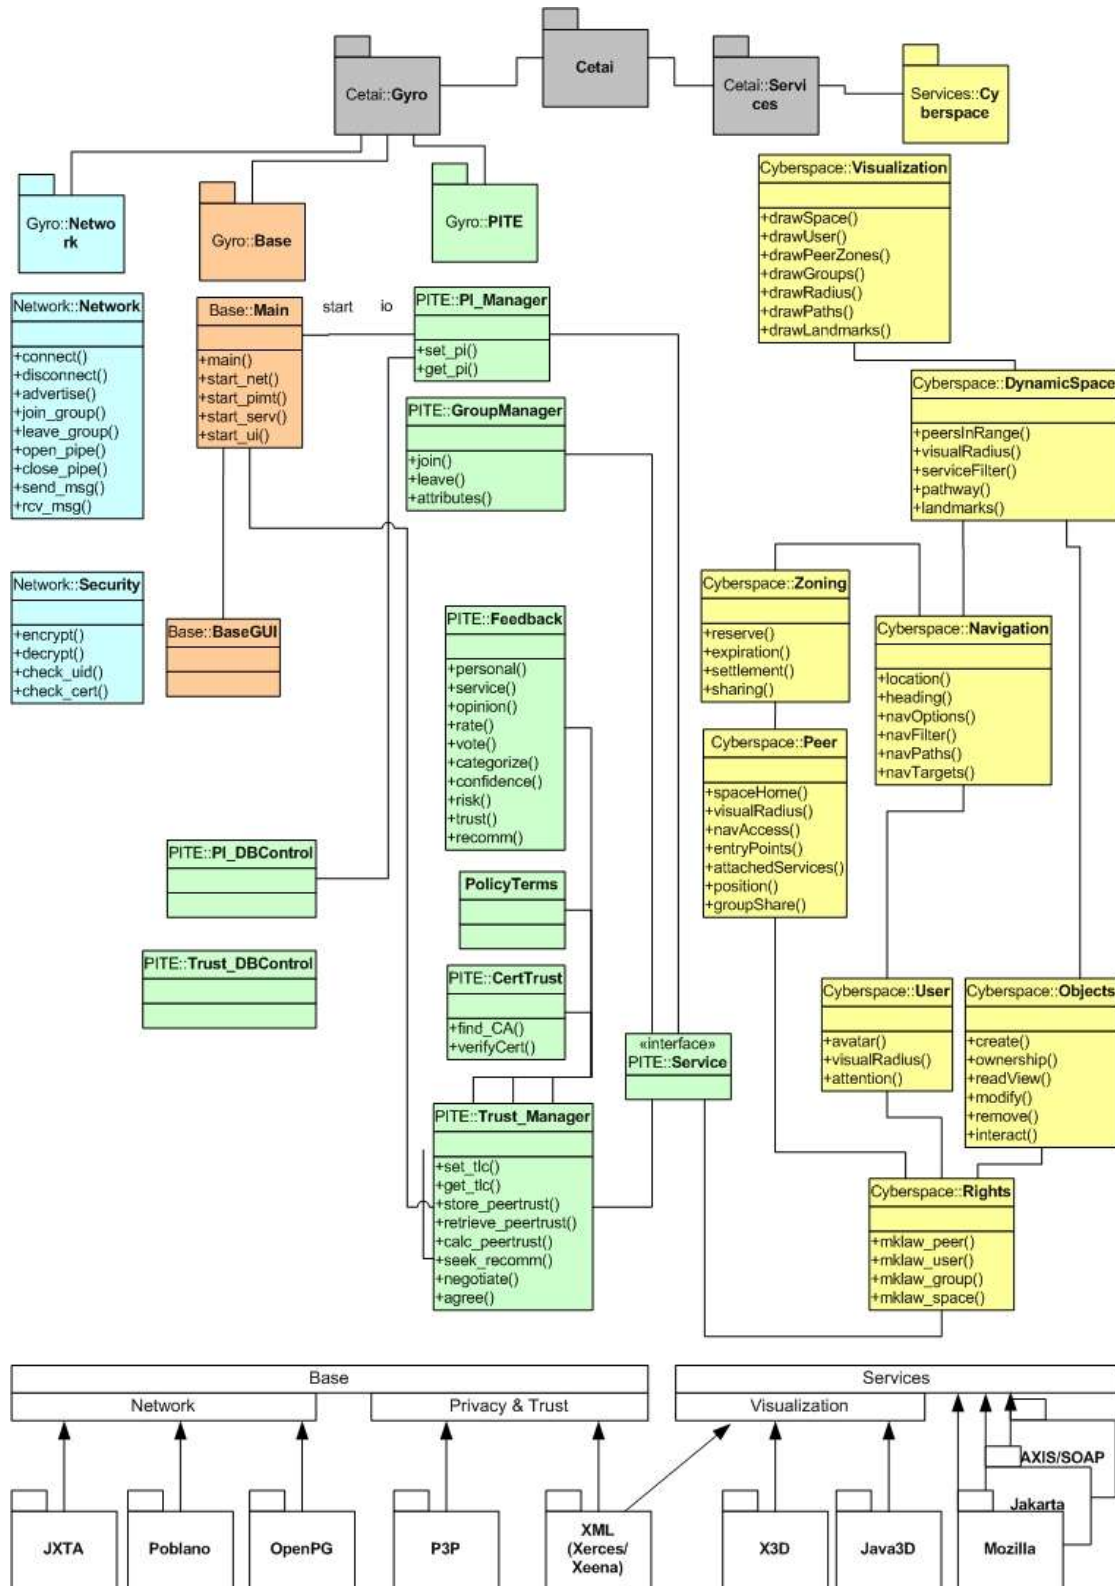 Cetai
Cetai::Gyro
Cetai::Servi
ces
Services::Cy
berspace
Gyro::Netwo
rk
Gyro::Base
Gyro::PITE
Cyberspace::Visualization
+drawSpace()
+drawUser()
+drawPeerZones()
+drawGroups()
+drawRadius()
+drawPaths()
+drawLandmarks()
Network::Network
+connect()
+disconnect()
+advertise()
+join_group()
+leave_group()
+open_pipe()
+close_pipe()
+send_msg()
+rcv_msg()
Base::Main
+main()
+start_net()
+start_pimt()
+start_serv()
+start_ui()
start io
PITE::PI_Manager
+set_pi()
+get_pi()
PITE::GroupManager
+join()
+leave()
+attributes()
Cyberspace::DynamicSpace
+peersInRange()
+visualRadius()
+serviceFilter()
+pathway()
+landmarks()
Network::Security
+encrypt()
+decrypt()
+check_uid()
+check_cert()
Base::BaseGUI
PITE::Feedback
+personal()
+service()
+opinion()
+rate()
+vote()
+categorize()
+confidence()
+risk()
+trust()
+recomm()
Cyberspace::Zoning
+reserve()
+expiration()
+settlement()
+sharing()
Cyberspace::Navigation
+location()
+heading()
+navOptions()
+navFilter()
+navPaths()
+navTargets()
Cyberspace::Peer
+spaceHome()
+visualRadius()
+navAccess()
+entryPoints()
+attachedServices()
+position()
+groupShare()
PITE::PI_DBControl
PolicyTerms
PITE::Trust_DBControl
PITE::CertTrust
+find_CA()
+verifyCert()
Cyberspace::User
+avatar()
+visualRadius()
+attention()
Cyberspace::Objects
+create()
+ownership()
+readView()
+modify()
+remove()
+interact()
«interface»
PITE::Service
PITE::Trust_Manager
+set_tlc()
+get_tlc()
+store_peertrust()
+retrieve_peertrust()
+calc_peertrust()
+seek_recomm()
+negotiate()
+agree()
Cyberspace::Rights
+mklaw_peer()
+mklaw_user()
+mklaw_group()
+mklaw_space()
Base
Network
Privacy & Trust
Services
Visualization
AXIS/SOAP
Jakarta
JXTA
Poblano
OpenPG
P3P
XML
(Xerces/
Xeena)
X3D
Java3D
Mozilla